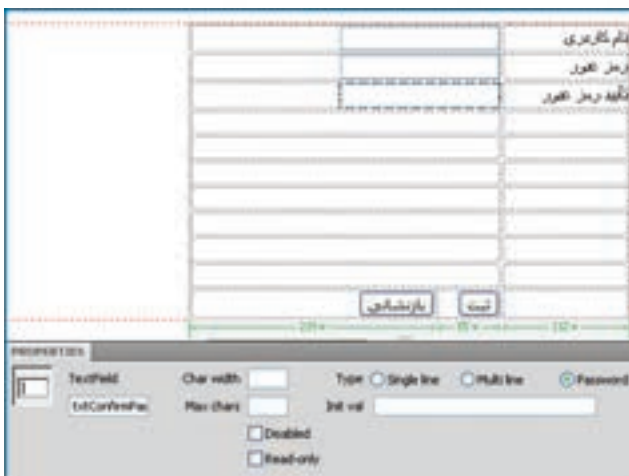 نام کاربری
رمز عبور
تأیید رمز عبور
ثبت بازنشانی
PROPERTIES
TextField Char width Type Single line Multi line Password
txtConfirmPas Max chars Init val
Disabled
Read-only